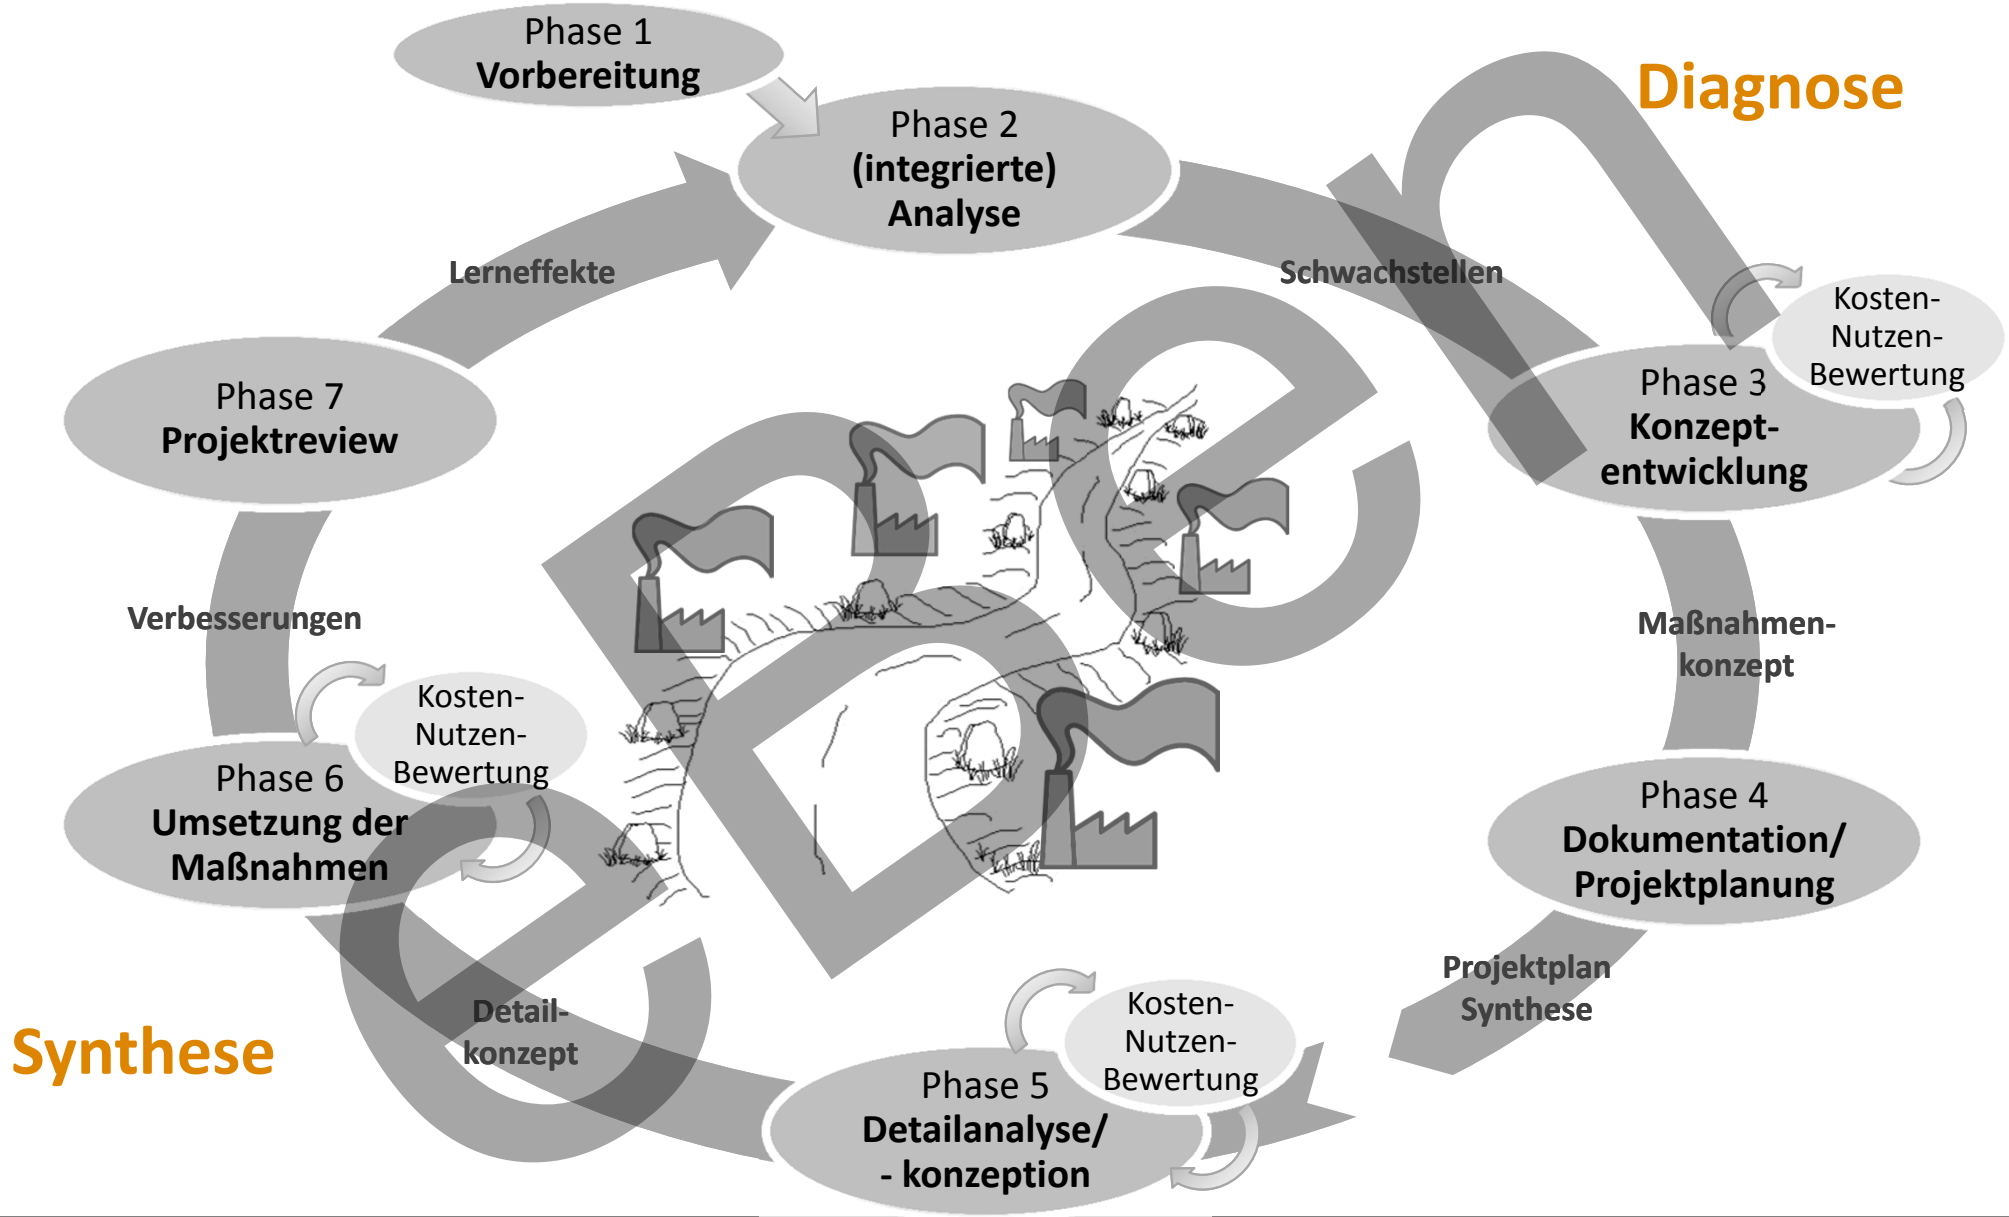 Phase 1
Vorbereitung
Diagnose
Phase 2
(integrierte)
Analyse
Lerneffekte
Schwachstellen
Kosten-
Nutzen-
Bewertung
Phase 3
Konzept-
entwicklung
Phase 7
Projektreview
Verbesserungen
Maßnahmen-
konzept
Kosten-
Nutzen-
Bewertung
Phase 6
Umsetzung der
Maßnahmen
Phase 4
Dokumentation/
Projektplanung
Projektplan
Synthese
Detail-
konzept
Synthese
Kosten-
Nutzen-
Bewertung
Phase 5
Detailanalyse/
- konzeption
eBen